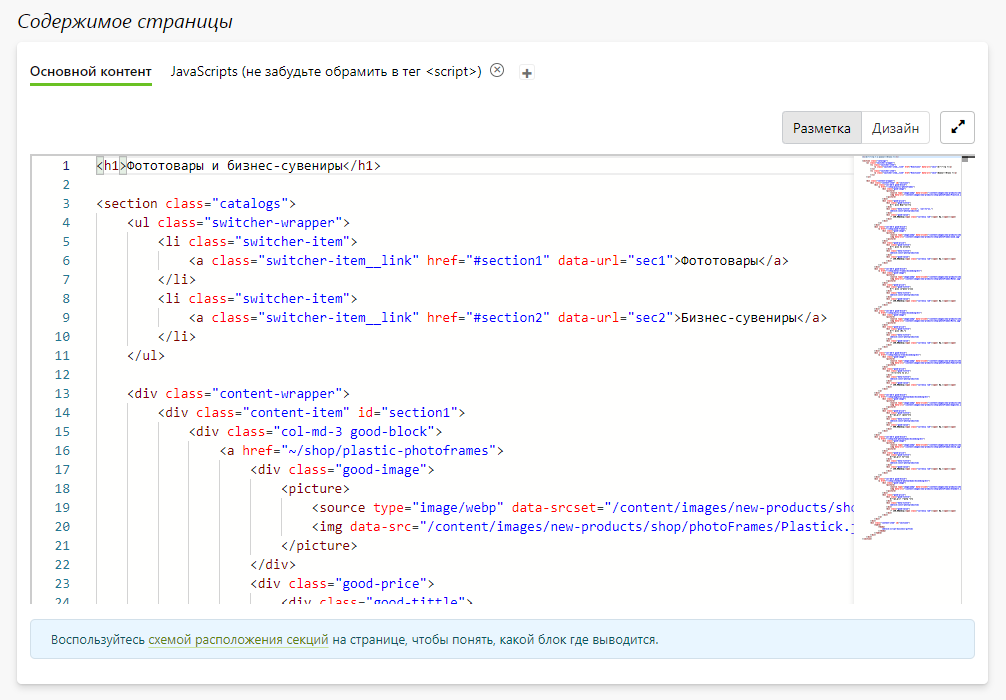 Содержимое страницы
Основной контент JavaScripts (не забудьте обрамить в тег <script>)
Разметка Дизайн
1 <h1>Фототовары и бизнес-сувениры</h1>
2
3 <section class="catalogs">
4 <ul class="switcher-wrapper">
5 <li class="switcher-item">
6 <a class="switcher-item__link" href="#section1" data-url="sec1">Фототовары</a>
7 </li>
8 <li class="switcher-item">
9 <a class="switcher-item__link" href="#section2" data-url="sec2">Бизнес-сувениры</a>
10 </li>
11 </ul>
12
13 <div class="content-wrapper">
14 <div class="content-item" id="section1">
15 <div class="col-md-3 good-block">
16 <a href="~/shop/plastic-photoframes">
17 <div class="good-image">
18 <picture>
19 <source type="image/webp" data-srcset="/content/images/new-products/sho
20 <img data-src="/content/images/new-products/shop/photoFrames/Plastick.j
21 </picture>
22 </div>
23 <div class="good-price">
24 <div class="good-tittle">
Воспользуйтесь схемой расположения секций на странице, чтобы понять, какой блок где выводится.